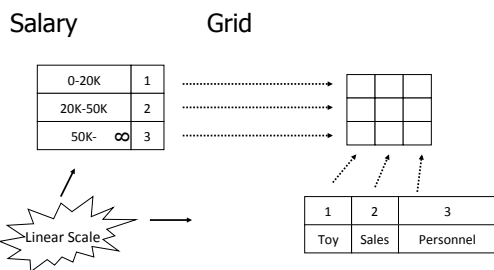 Salary Grid
0-20K 1
20K-50K 2
50K- ∞ 3
Linear Scale
1 2 3
Toy Sales Personnel